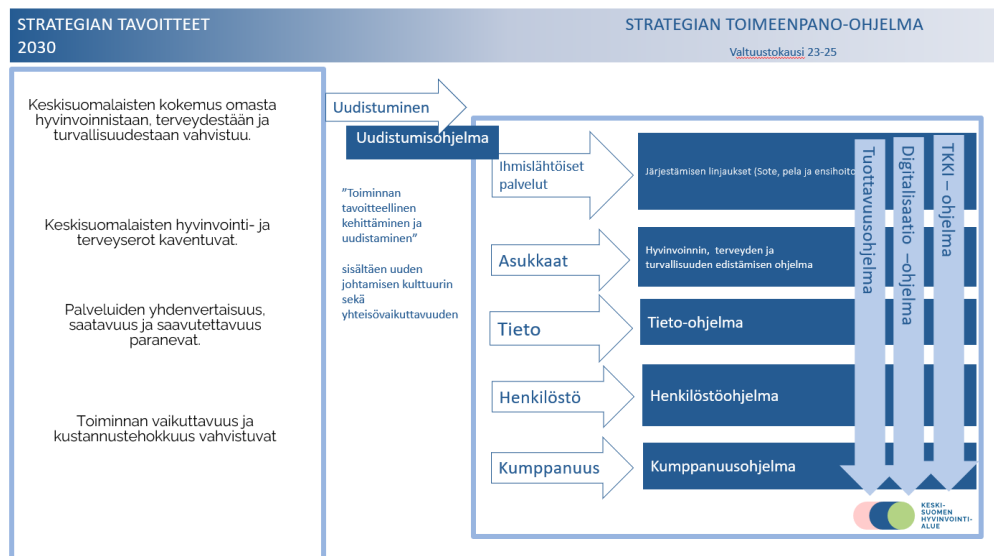 STRATEGIAN TAVOITTEET
2030
STRATEGIAN TOIMEENPANO-OHJELMA
Valtuustokausi 23-25
Keskisuomalaisten kokemus omasta
hyvinvoinnistaan, terveydestään ja
turvallisuudestaan vahvistuu.
Keskisuomalaisten hyvinvointi- ja
terveyserot kaventuvat.
Palveluiden yhdenvertaisuus,
saatavuus ja saavutettavuus
paranevat.
Toiminnan vaikuttavuus ja
kustannustehokkuus vahvistuvat
Uudistuminen
Uudistumisohjelma
”Toiminnan
tavoitteellinen
kehittäminen ja
uudistaminen”
sisältäen uuden
johtamisen kulttuurin
sekä
yhteisövaikuttavuuden
Ihmislähtöiset
palvelut
Järjestämisen linjaukset (Sote, pela ja ensihoito
Asukkaat
Hyvinvoinnin, terveyden ja
turvallisuuden edistämisen ohjelma
Tieto
Tieto-ohjelma
Henkilöstö
Henkilöstöohjelma
Kumppanuus
Kumppanuusohjelma
Tuottavuusohjelma
Digitalisaatio –ohjelma
TKKI – ohjelma
KESKI-
SUOMEN
HYVINVOINTI-
ALUE